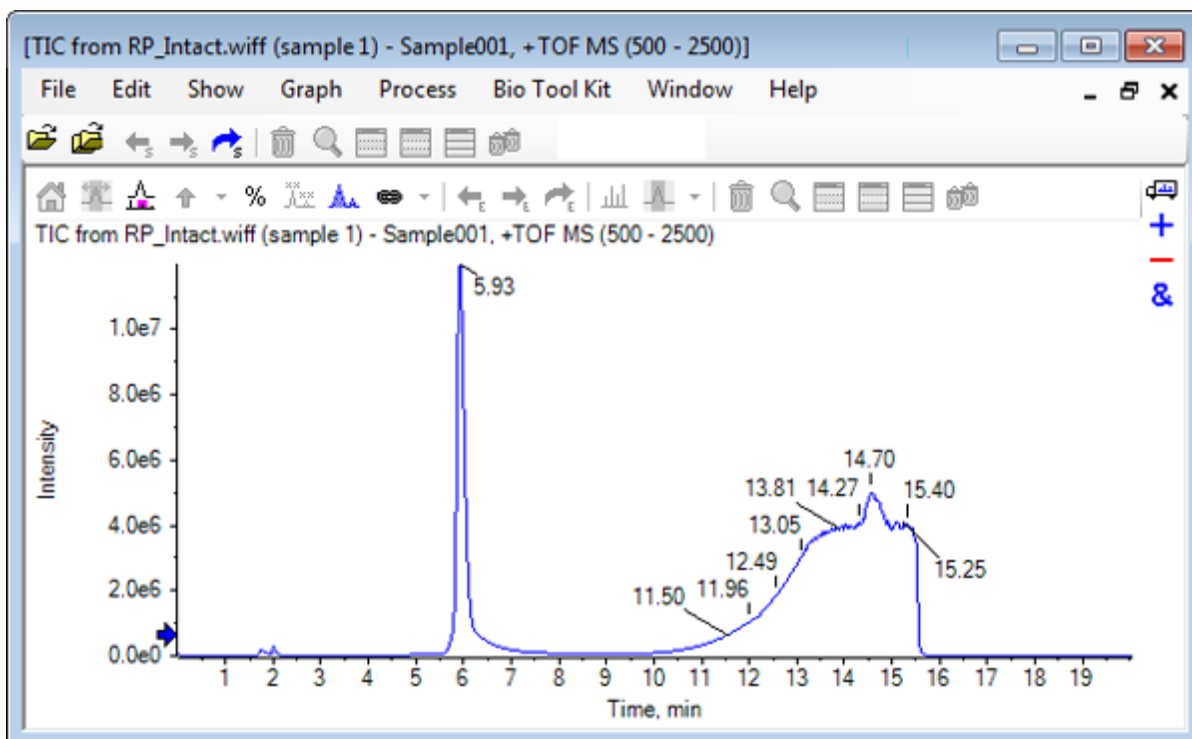 [TIC from RP_Intact.wiff (sample 1) - Sample001, +TOF MS (500 - 2500)]
File Edit Show Graph Process Bio Tool Kit Window Help
S S S
% E E E
TIC from RP_Intact.wiff (sample 1) - Sample001, +TOF MS (500 - 2500)
&
5.93
1.0e7
8.0e6
6.0e6
4.0e6
2.0e6
0.0e0
Intensity
14.70
13.81 14.27 15.40
13.05
12.49
15.25
11.50 11.96
1 2 3 4 5 6 7 8 9 10 11 12 13 14 15 16 17 18 19
Time, min